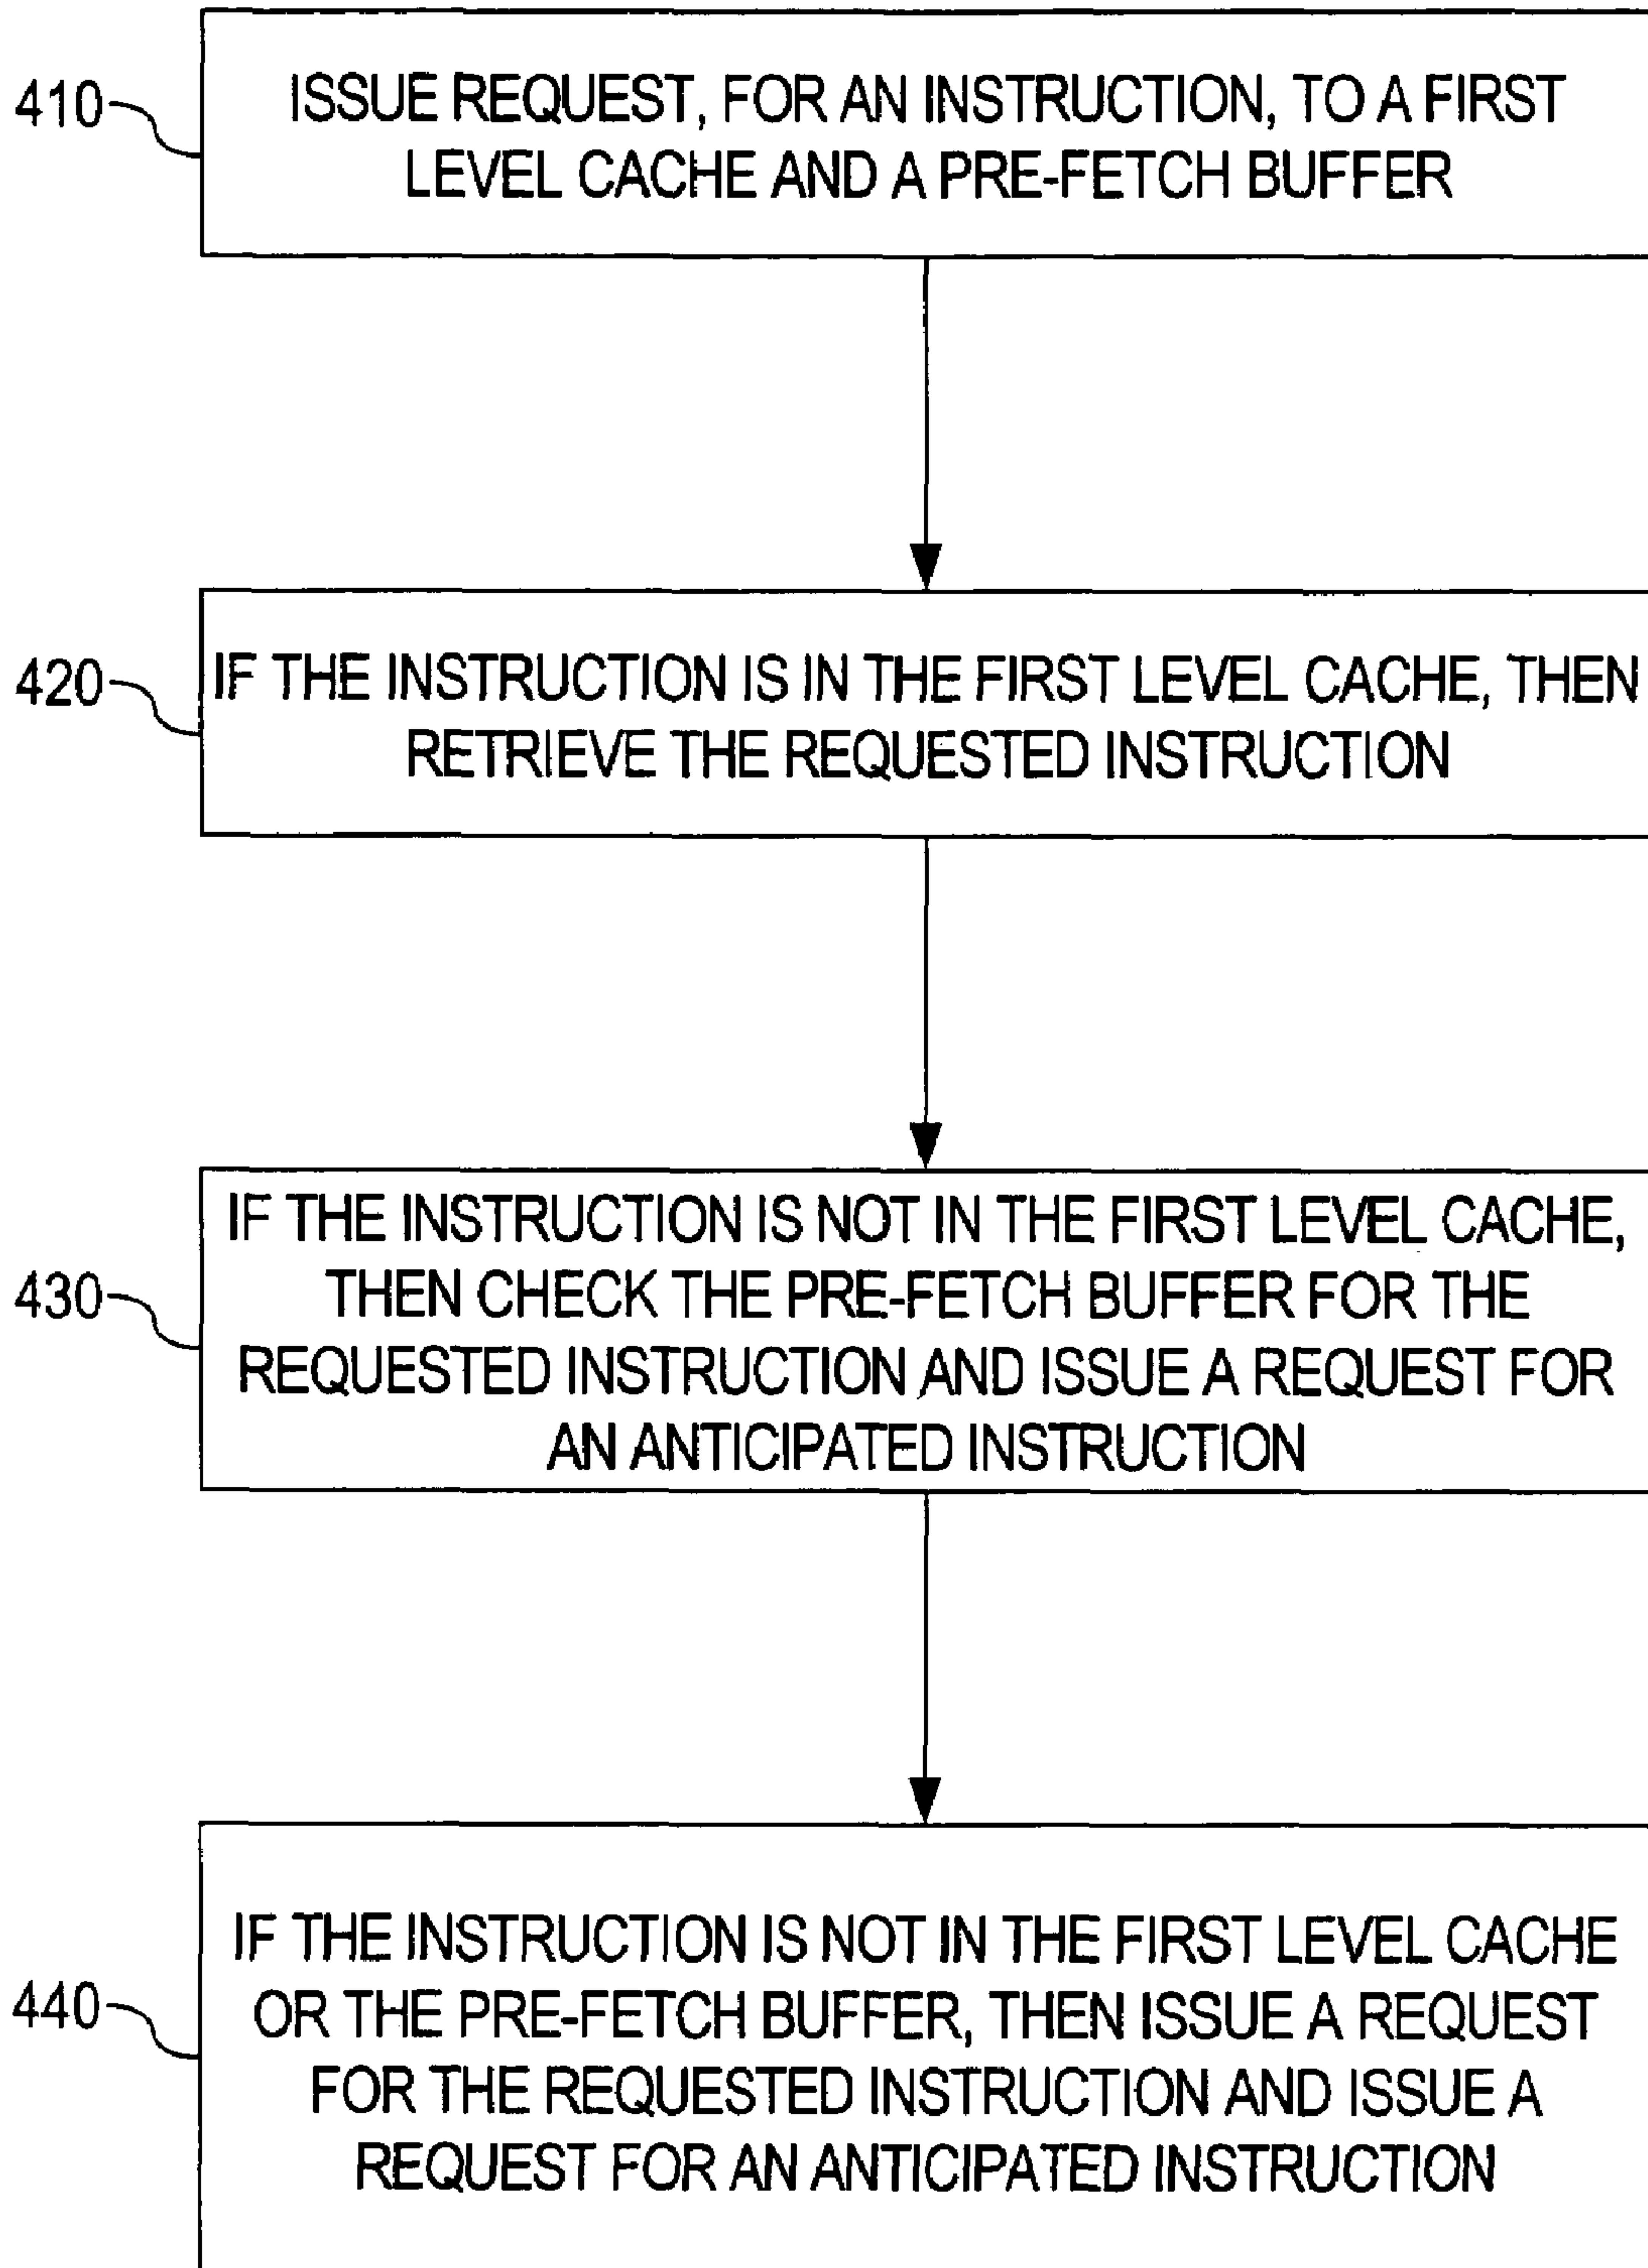 410
ISSUE REQUEST, FOR AN INSTRUCTION, TO A FIRST
LEVEL CACHE AND A PRE-FETCH BUFFER
420
IF THE INSTRUCTION IS IN THE FIRST LEVEL CACHE, THEN
RETRIEVE THE REQUESTED INSTRUCTION
430
IF THE INSTRUCTION IS NOT IN THE FIRST LEVEL CACHE,
THEN CHECK THE PRE-FETCH BUFFER FOR THE
REQUESTED INSTRUCTION AND ISSUE A REQUEST FOR
AN ANTICIPATED INSTRUCTION
440
IF THE INSTRUCTION IS NOT IN THE FIRST LEVEL CACHE
OR THE PRE-FETCH BUFFER, THEN ISSUE A REQUEST
FOR THE REQUESTED INSTRUCTION AND ISSUE A
REQUEST FOR AN ANTICIPATED INSTRUCTION